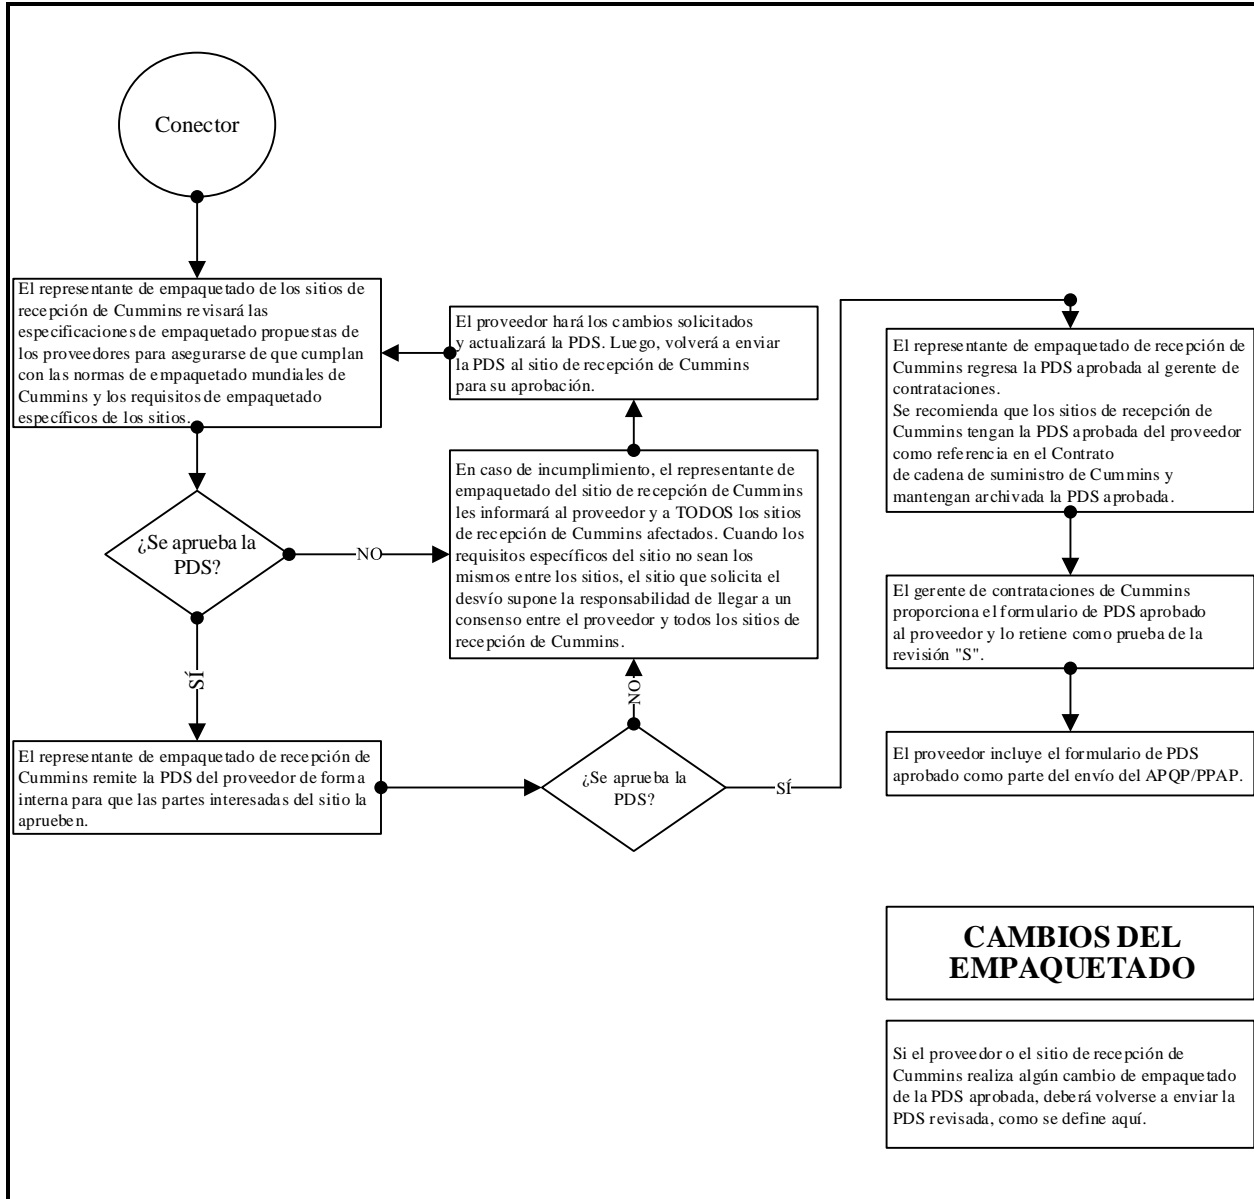 Conector
El representante de empaquetado de los sitios de
recepción de Cummins revisará las
especificaciones de empaquetado propuestas de
los proveedores para asegurarse de que cumplan
con las normas de empaquetado mundiales de
Cummins y los requisitos de empaquetado
específicos de los sitios.
El proveedor hará los cambios solicitados
y actualizará la PDS. Luego, volverá a enviar
la PDS al sitio de recepción de Cummins
para su aprobación.
¿Se aprueba la
PDS?
NO
En caso de incumplimiento, el representante de
empaquetado del sitio de recepción de Cummins
les informará al proveedor y a TODOS los sitios
de recepción de Cummins afectados. Cuando los
requisitos específicos del sitio no sean los
mismos entre los sitios, el sitio que solicita el
desvío supone la responsabilidad de llegar a un
consenso entre el proveedor y todos los sitios de
recepción de Cummins.
SÍ
NO
El representante de empaquetado de recepción de
Cummins remite la PDS del proveedor de forma
interna para que las partes interesadas del sitio la
aprueben.
¿Se aprueba la
PDS?
SÍ
El representante de empaquetado de recepción de
Cummins regresa la PDS aprobada al gerente de
contrataciones.
Se recomienda que los sitios de recepción de
Cummins tengan la PDS aprobada del proveedor
como referencia en el Contrato
de cadena de suministro de Cummins y
mantengan archivada la PDS aprobada.
El gerente de contrataciones de Cummins
proporciona el formulario de PDS aprobado
al proveedor y lo retiene como prueba de la
revisión "S".
El proveedor incluye el formulario de PDS
aprobado como parte del envío del APQP/PPAP.
CAMBIOS DEL
EMPAQUETADO
Si el proveedor o el sitio de recepción de
Cummins realiza algún cambio de empaquetado
de la PDS aprobada, deberá volverse a enviar la
PDS revisada, como se define aquí.